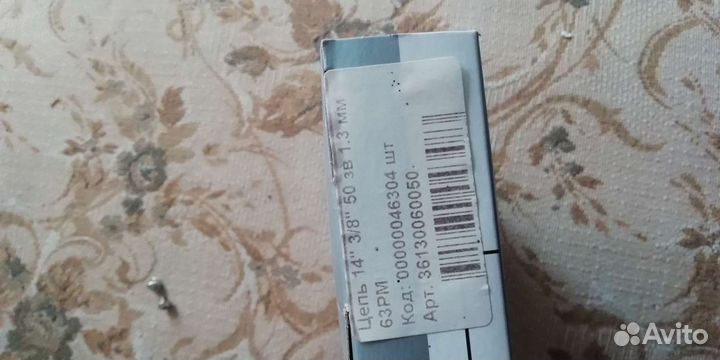 Цепь 14" 3/8" 50 зв 1.3 мм
63PM
Код: 00000046304 шт
Арт. 36130060050.
Avito